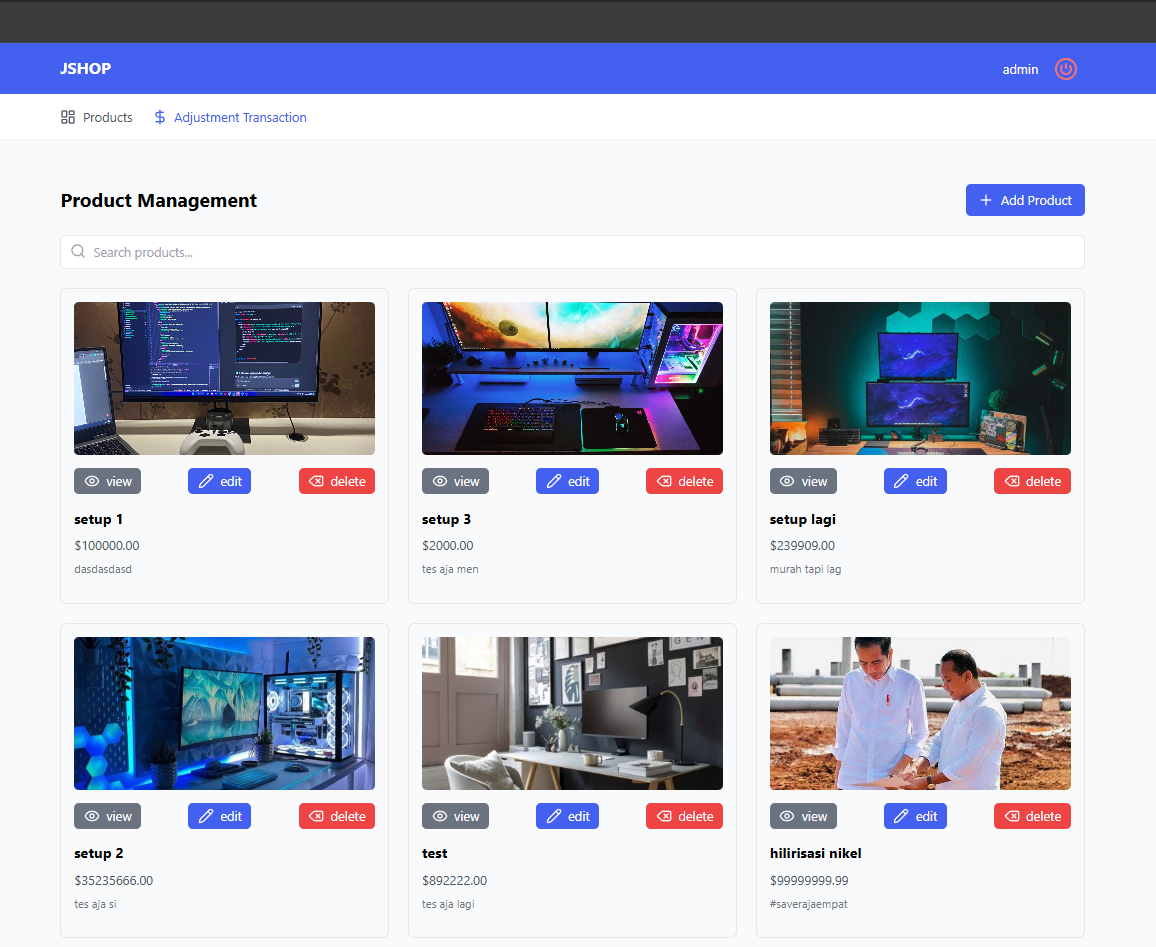 JSHOP
admin
Products
Adjustment Transaction
Product Management
Add Product
Search products...
view
edit
delete
view
edit
delete
view
edit
delete
setup 1
setup 3
setup lagi
$100000.00
$2000.00
$239909.00
dasdasdasd
tes aja men
murah tapi lag
view
edit
delete
view
edit
delete
view
edit
delete
setup 2
test
hilirisasi nikel
$35235666.00
$892222.00
$99999999.99
tes aja si
tes aja lagi
#saverajaempat